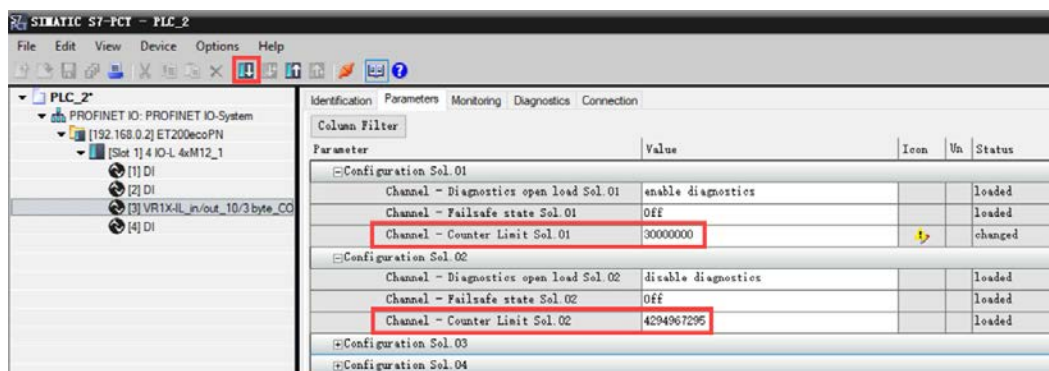 SIMATIC S7-PCT - PLC_2
File Edit View Device Options Help
PLC_2*
PROFINET IO: PROFINET IO-System
[192.168.0.2] ET200ecoPN
[Slot 1] 4 IO-L 4xM12_1
[1] DI
[2] DI
[3] VR1X-IL_in/out_10/3 byte_CO
[4] DI
Identification Parameters Monitoring Diagnostics Connection
Column Filter
Parameter Value Icon Un Status
Configuration Sol.01
Channel - Diagnostics open load Sol.01 enable diagnostics loaded
Channel - Failsafe state Sol.01 Off loaded
Channel - Counter Limit Sol.01 30000000 changed
Configuration Sol.02
Channel - Diagnostics open load Sol.02 disable diagnostics loaded
Channel - Failsafe state Sol.02 Off loaded
Channel - Counter Limit Sol.02 4294967295 loaded
Configuration Sol.03
Configuration Sol.04